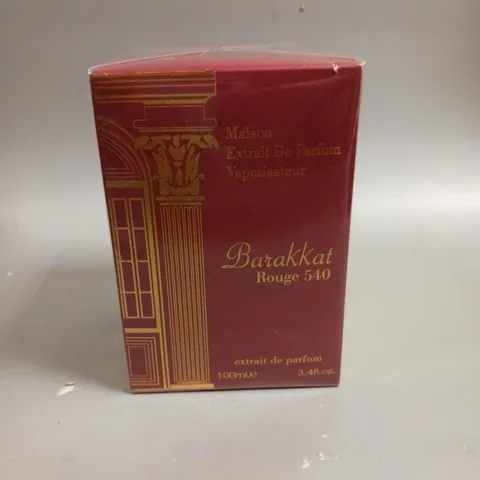 Maison
Extrait De Parfum
Vaporisateur
Barakkat
Rouge 540
extrait de parfum
100mLe 3.4fl.oz.